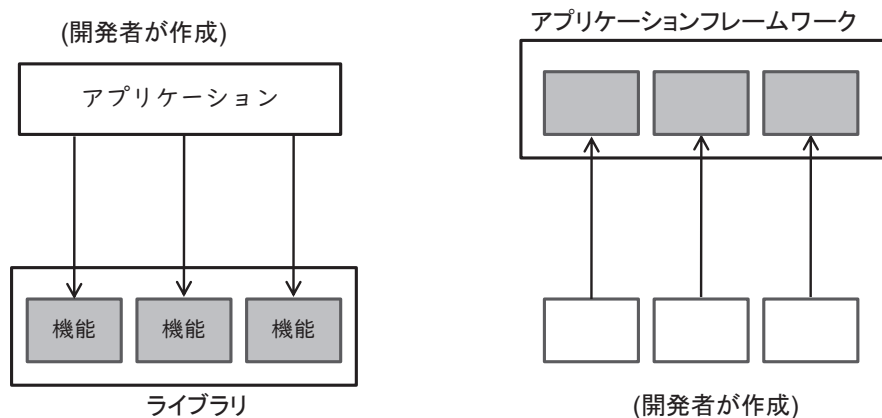 (開発者が作成)
アプリケーション
機能
機能
機能
ライブラリ
アプリケーションフレームワーク
(開発者が作成)